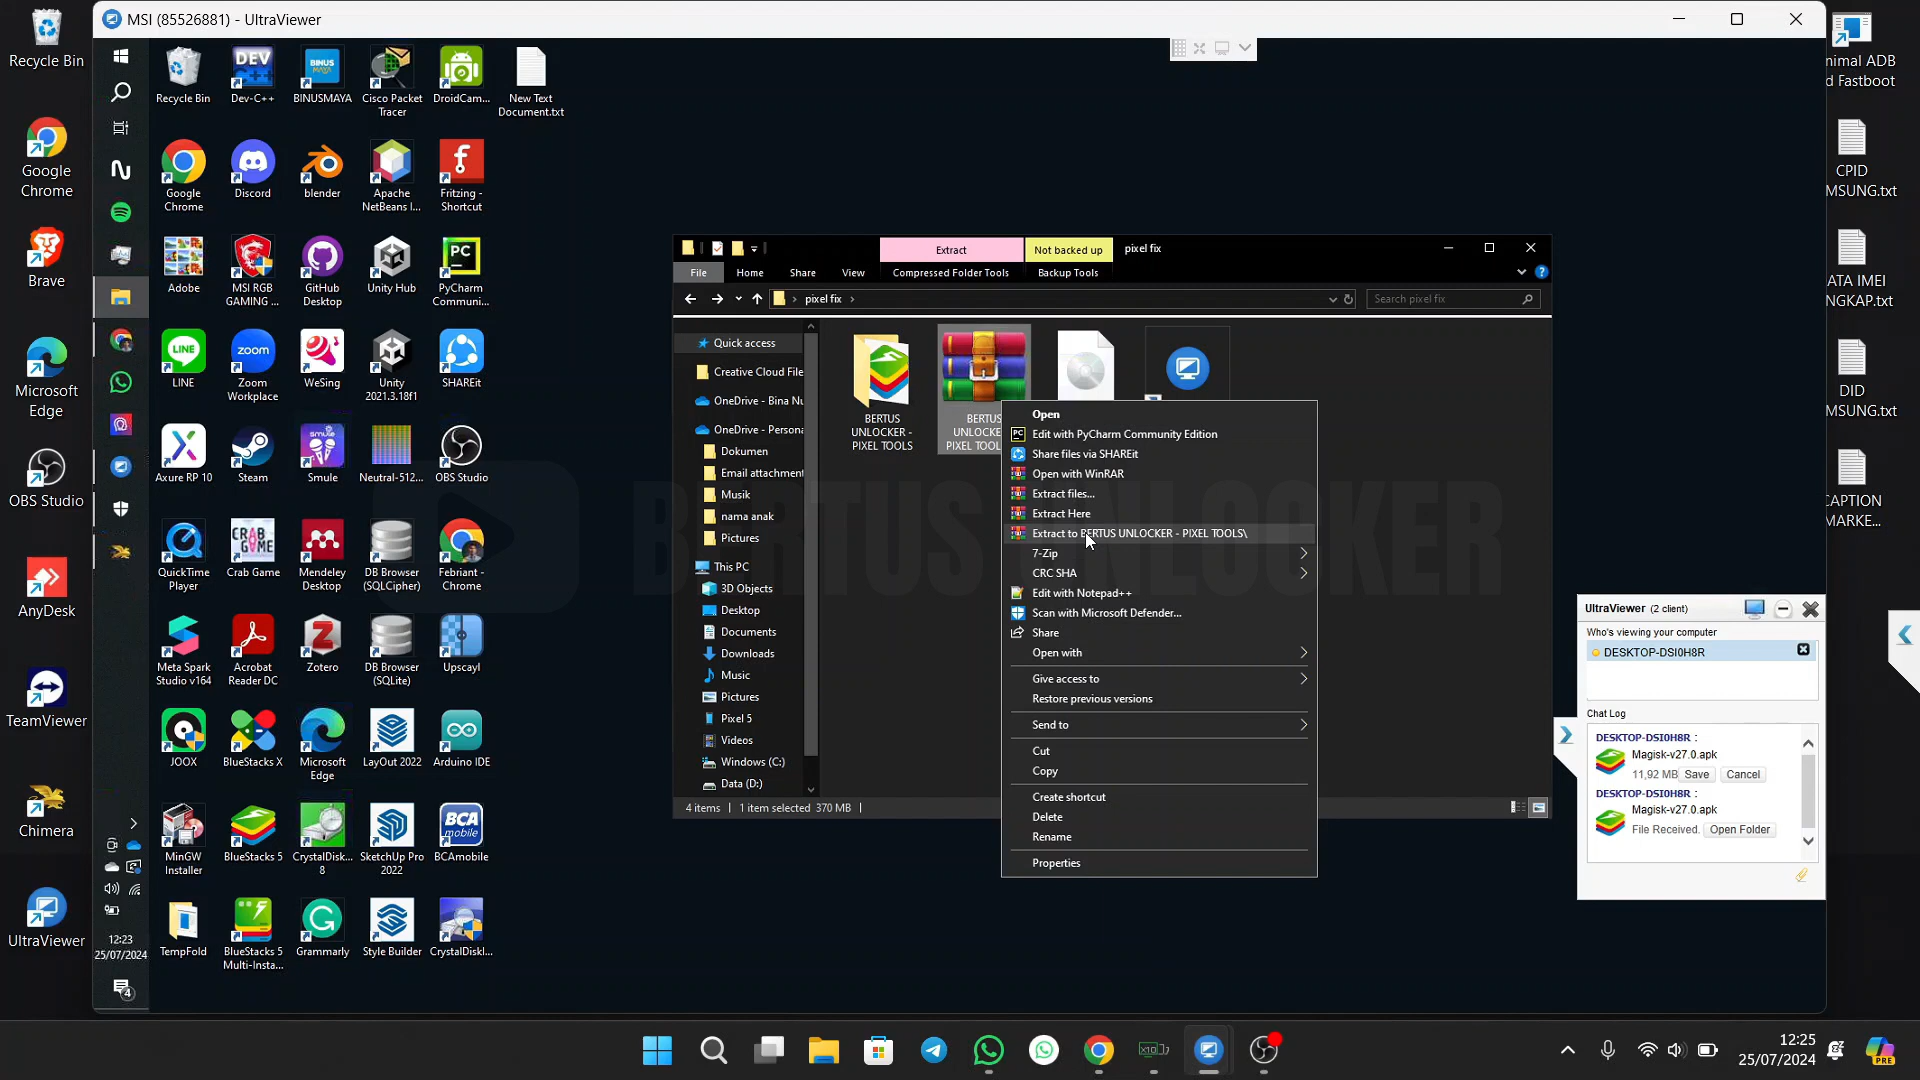 MSI (85526881) - UltraViewer
Recycle Bin
Google
Chrome
Brave
Microsoft
Edge
OBS Studio
AnyDesk
TeamViewer
Chimera
UltraViewer
Recycle Bin
Dev-C++
BINUSMAYA
Cisco Packet
Tracer
DroidCam...
New Text
Document.txt
Google
Chrome
Discord
blender
Apache
NetBeans I...
Fritzing -
Shortcut
Adobe
MSI RGB
GAMING ...
GitHub
Desktop
Unity Hub
PyCharm
Communi...
LINE
Zoom
Workplace
WeSing
Unity
2021.3.18f1
SHAREit
Axure RP 10
Steam
Smule
Neutral-512...
OBS Studio
QuickTime
Player
Crab Game
Mendeley
Desktop
DB Browser
(SQLCipher)
Febriant -
Chrome
Meta Spark
Studio v164
Acrobat
Reader DC
Zotero
DB Browser
(SQLite)
Upscayl
JOOX
BlueStacks X
Microsoft
Edge
LayOut 2022
Arduino IDE
MinGW
Installer
BlueStacks 5
CrystalDisk...
8
SketchUp Pro
2022
BCAmobile
TempFold
BlueStacks 5
Multi-Insta...
Grammarly
Style Builder
CrystalDiskI...
12:23
25/07/2024
4
Extract
Not backed up
pixel fix
File
Home
Share
View
Compressed Folder Tools
Backup Tools
pixel fix
Search pixel fix
Quick access
Creative Cloud File
OneDrive - Bina Nu
OneDrive - Persona
Dokumen
Email attachment
Musik
nama anak
Pictures
This PC
3D Objects
Desktop
Documents
Downloads
Music
Pictures
Pixel 5
Videos
Windows (C:)
Data (D:)
BERTUS
UNLOCKER -
PIXEL TOOLS
BERTUS
UNLOCKE
PIXEL TOOL
4 items
1 item selected 370 MB
Open
Edit with PyCharm Community Edition
Share files via SHAREit
Open with WinRAR
Extract files...
Extract Here
Extract to BERTUS UNLOCKER - PIXEL TOOLS\
7-Zip
CRC SHA
Edit with Notepad++
Scan with Microsoft Defender...
Share
Open with
Give access to
Restore previous versions
Send to
Cut
Copy
Create shortcut
Delete
Rename
Properties
BERTUS UNLOCKER
UltraViewer (2 client)
Who's viewing your computer
DESKTOP-DSI0H8R
Chat Log
DESKTOP-DSI0H8R :
Magisk-v27.0.apk
11,92 MB Save Cancel
DESKTOP-DSI0H8R :
Magisk-v27.0.apk
File Received. Open Folder
nimal ADB
d Fastboot
CPID
MSUNG.txt
ATA IMEI
NGKAP.txt
DID
MSUNG.txt
CAPTION
MARKE...
12:25
25/07/2024
PRE